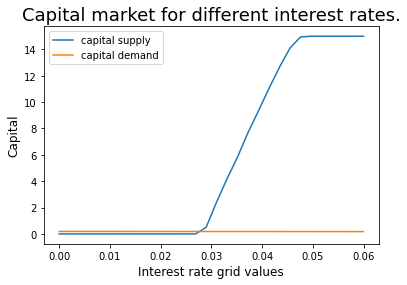 Capital market for different interest rates.
capital supply
capital demand
14
12
10
8
6
4
2
0
Capital
0.00 0.01 0.02 0.03 0.04 0.05 0.06
Interest rate grid values